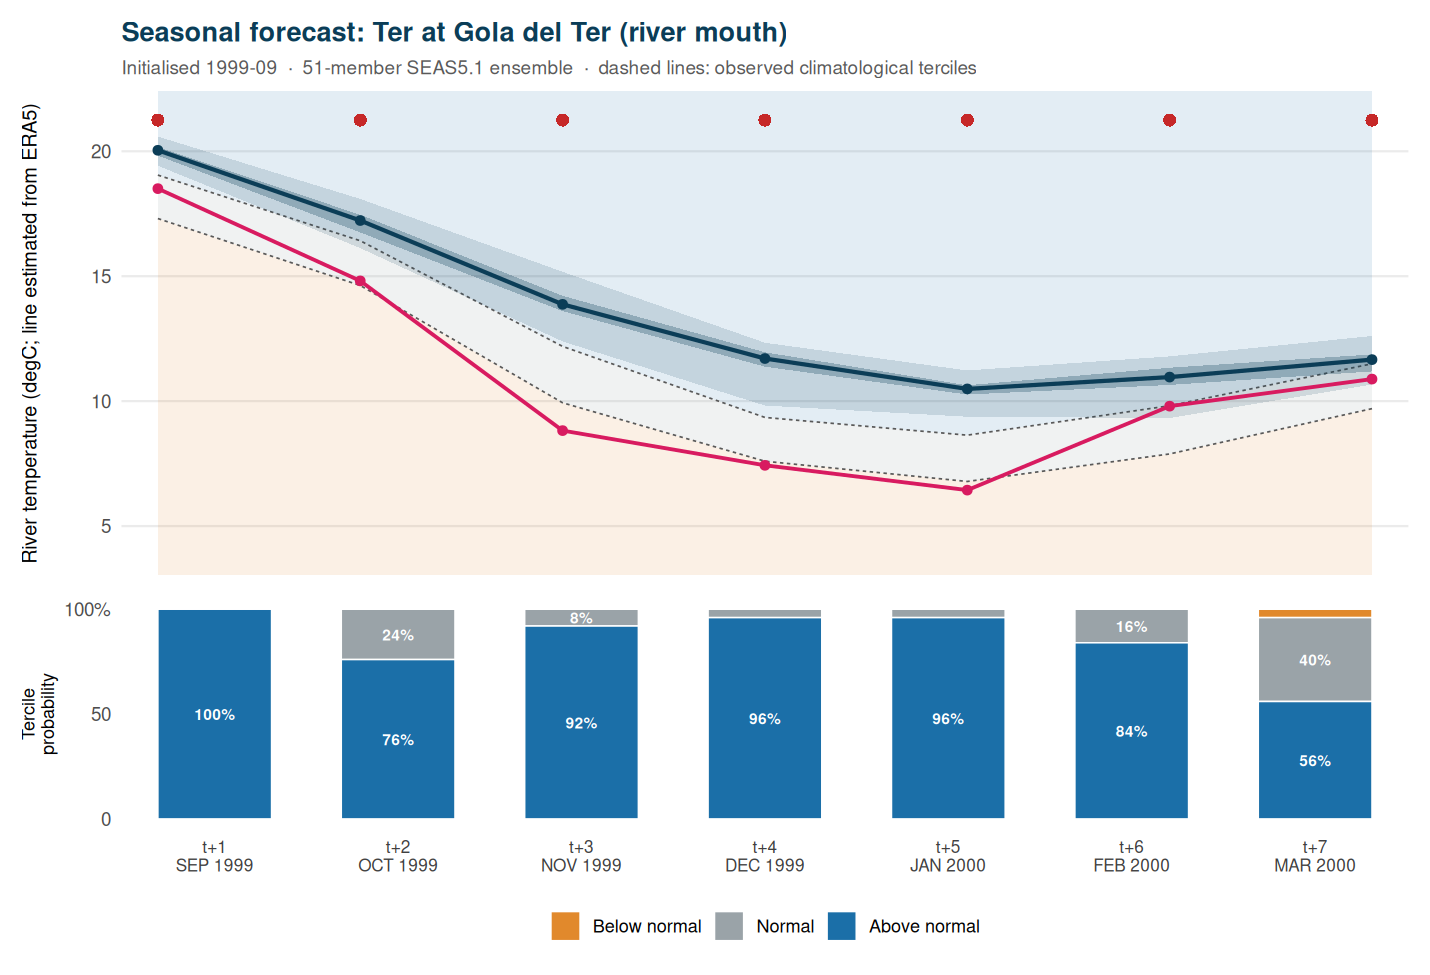 Seasonal forecast: Ter at Gola del Ter (river mouth)
Initialised 1999-09 · 51-member SEAS5.1 ensemble · dashed lines: observed climatological terciles
River temperature (degC; line estimated from ERA5)
20
15
10
5
Tercile
probability
100%
50
0
100%
24%
76%
8%
92%
96%
96%
16%
84%
40%
56%
t+1
SEP 1999
t+2
OCT 1999
t+3
NOV 1999
t+4
DEC 1999
t+5
JAN 2000
t+6
FEB 2000
t+7
MAR 2000
Below normal
Normal
Above normal